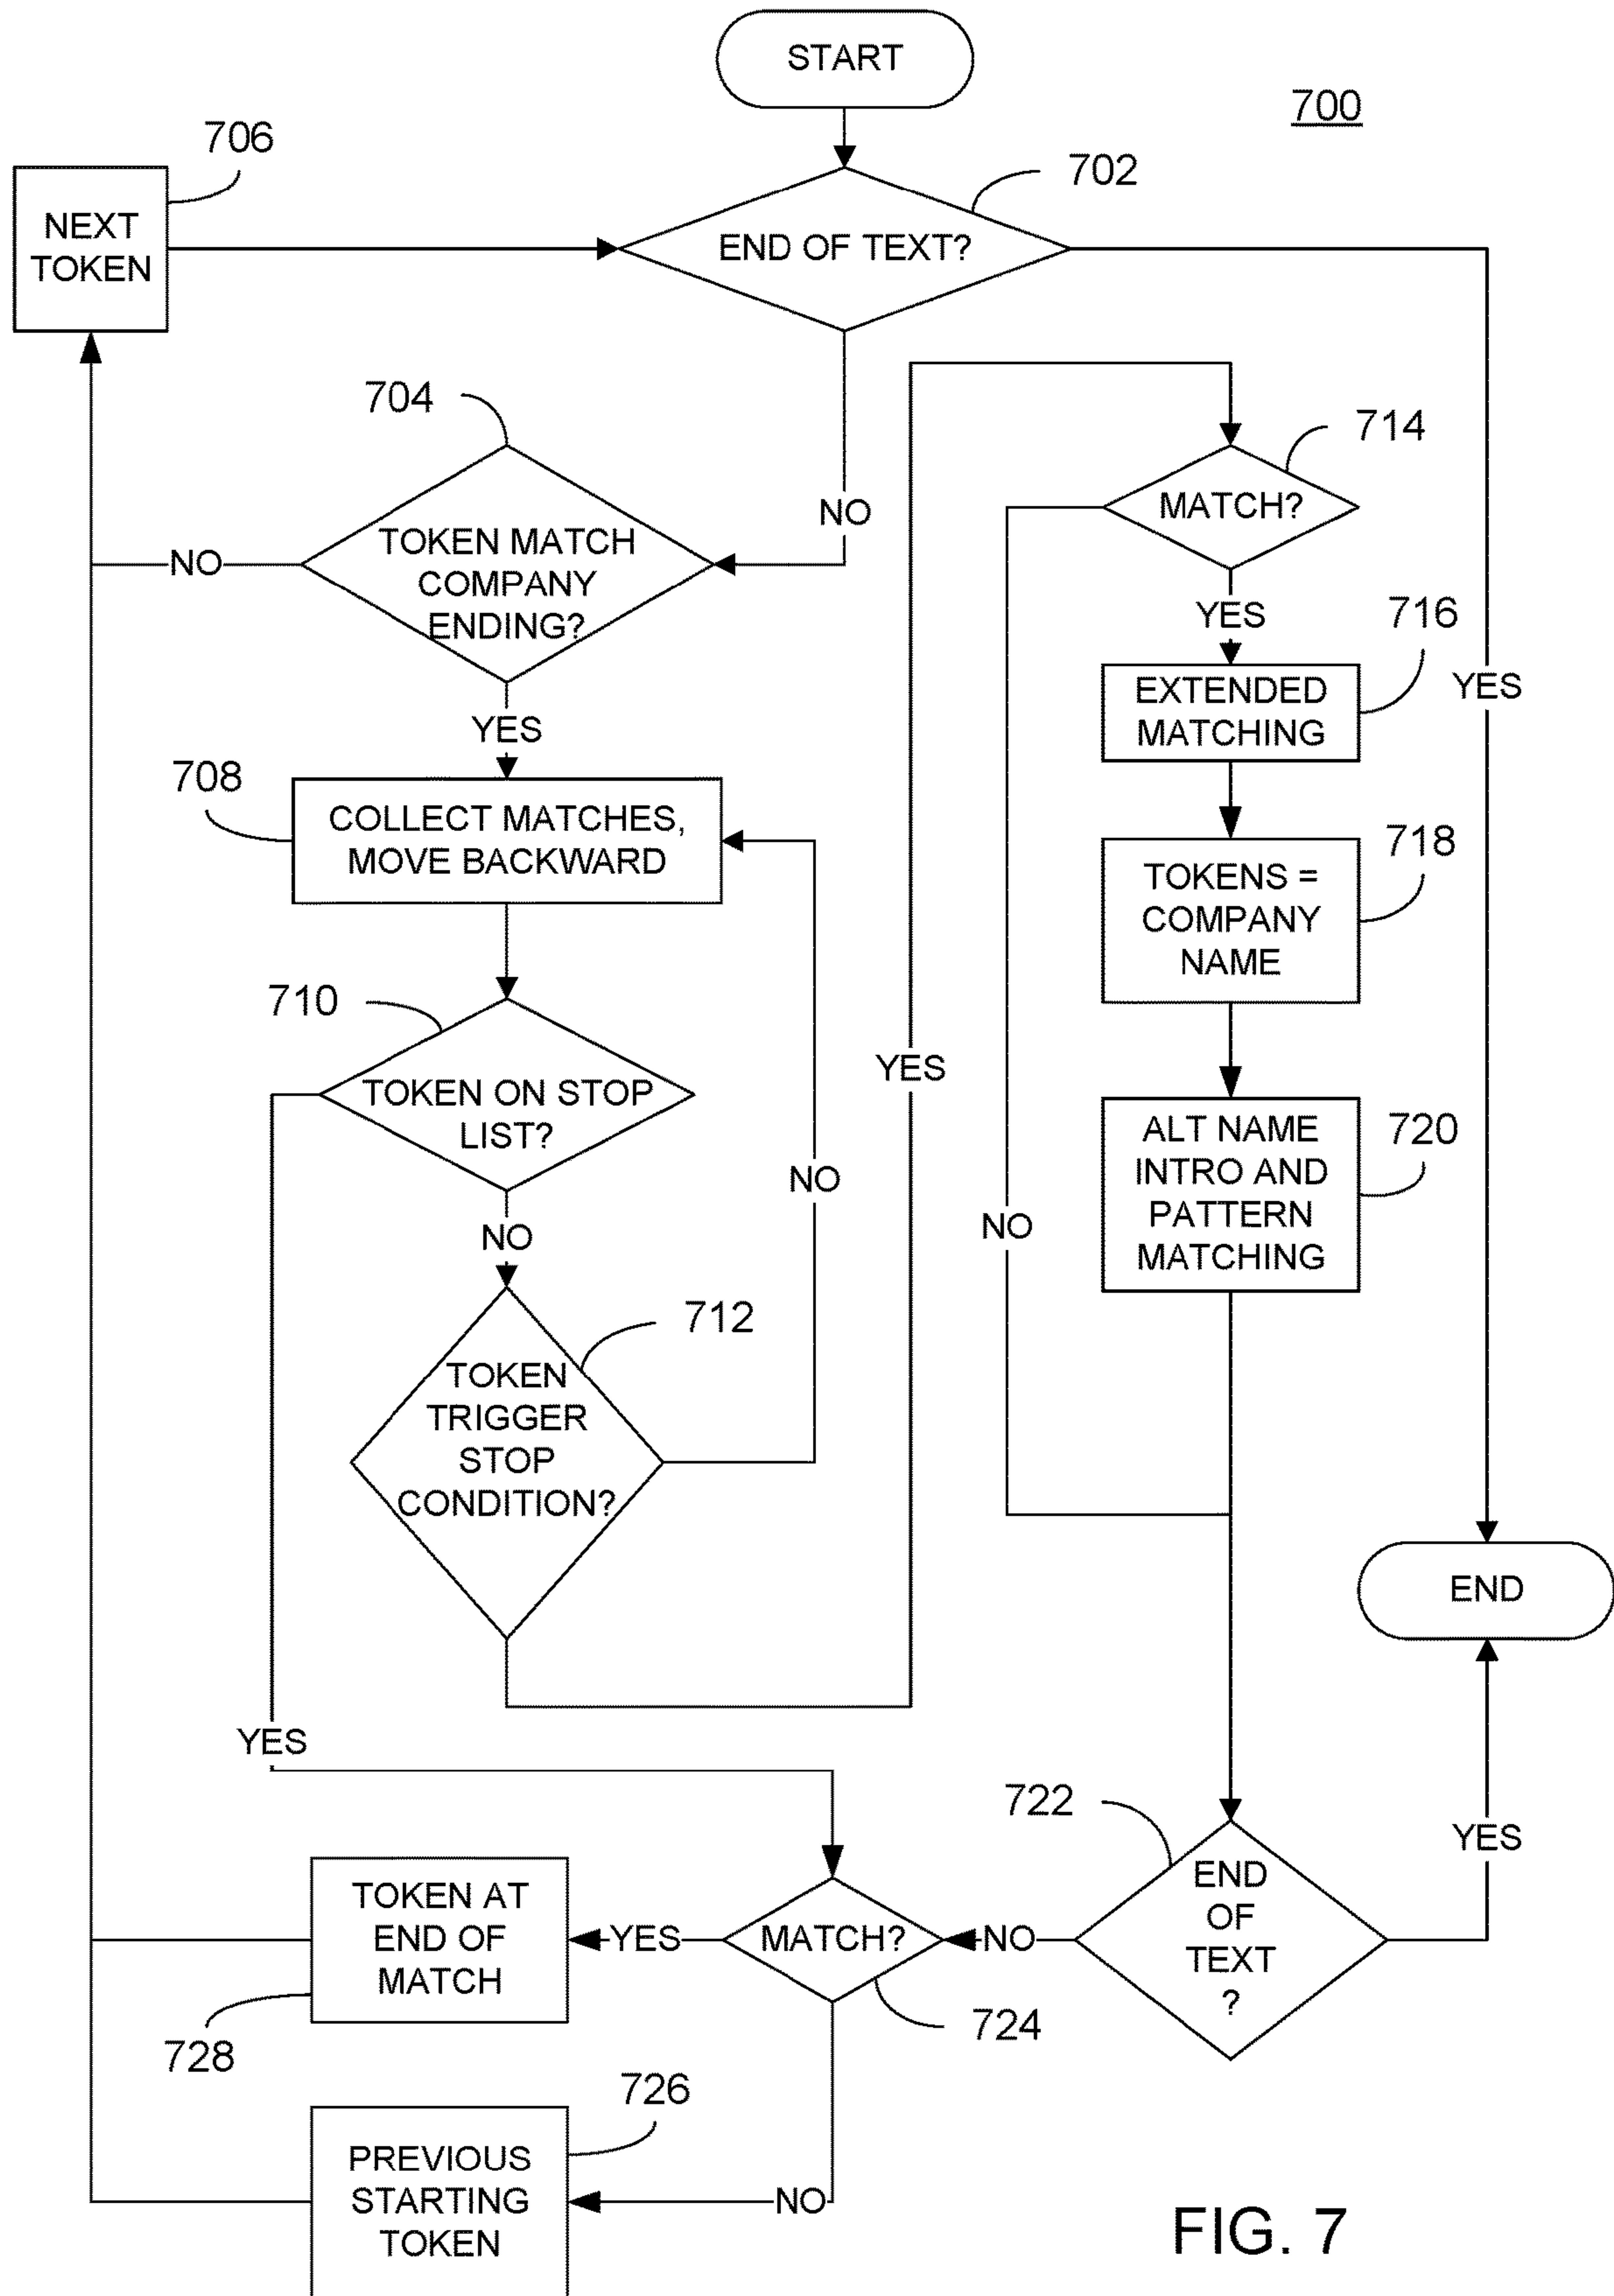 START
700
706
702
NEXT
TOKEN
END OF TEXT?
704
714
NO
MATCH?
TOKEN MATCH
COMPANY
ENDING?
NO
YES
716
EXTENDED
MATCHING
YES
YES
708
COLLECT MATCHES,
MOVE BACKWARD
718
TOKENS =
COMPANY
NAME
710
YES
TOKEN ON STOP
LIST?
720
ALT NAME
INTRO AND
PATTERN
MATCHING
NO
NO
NO
712
TOKEN
TRIGGER
STOP
CONDITION?
END
YES
722
YES
END
OF
TEXT
?
TOKEN AT
END OF
MATCH
YES
MATCH?
NO
728
724
726
PREVIOUS
STARTING
TOKEN
NO
FIG. 7